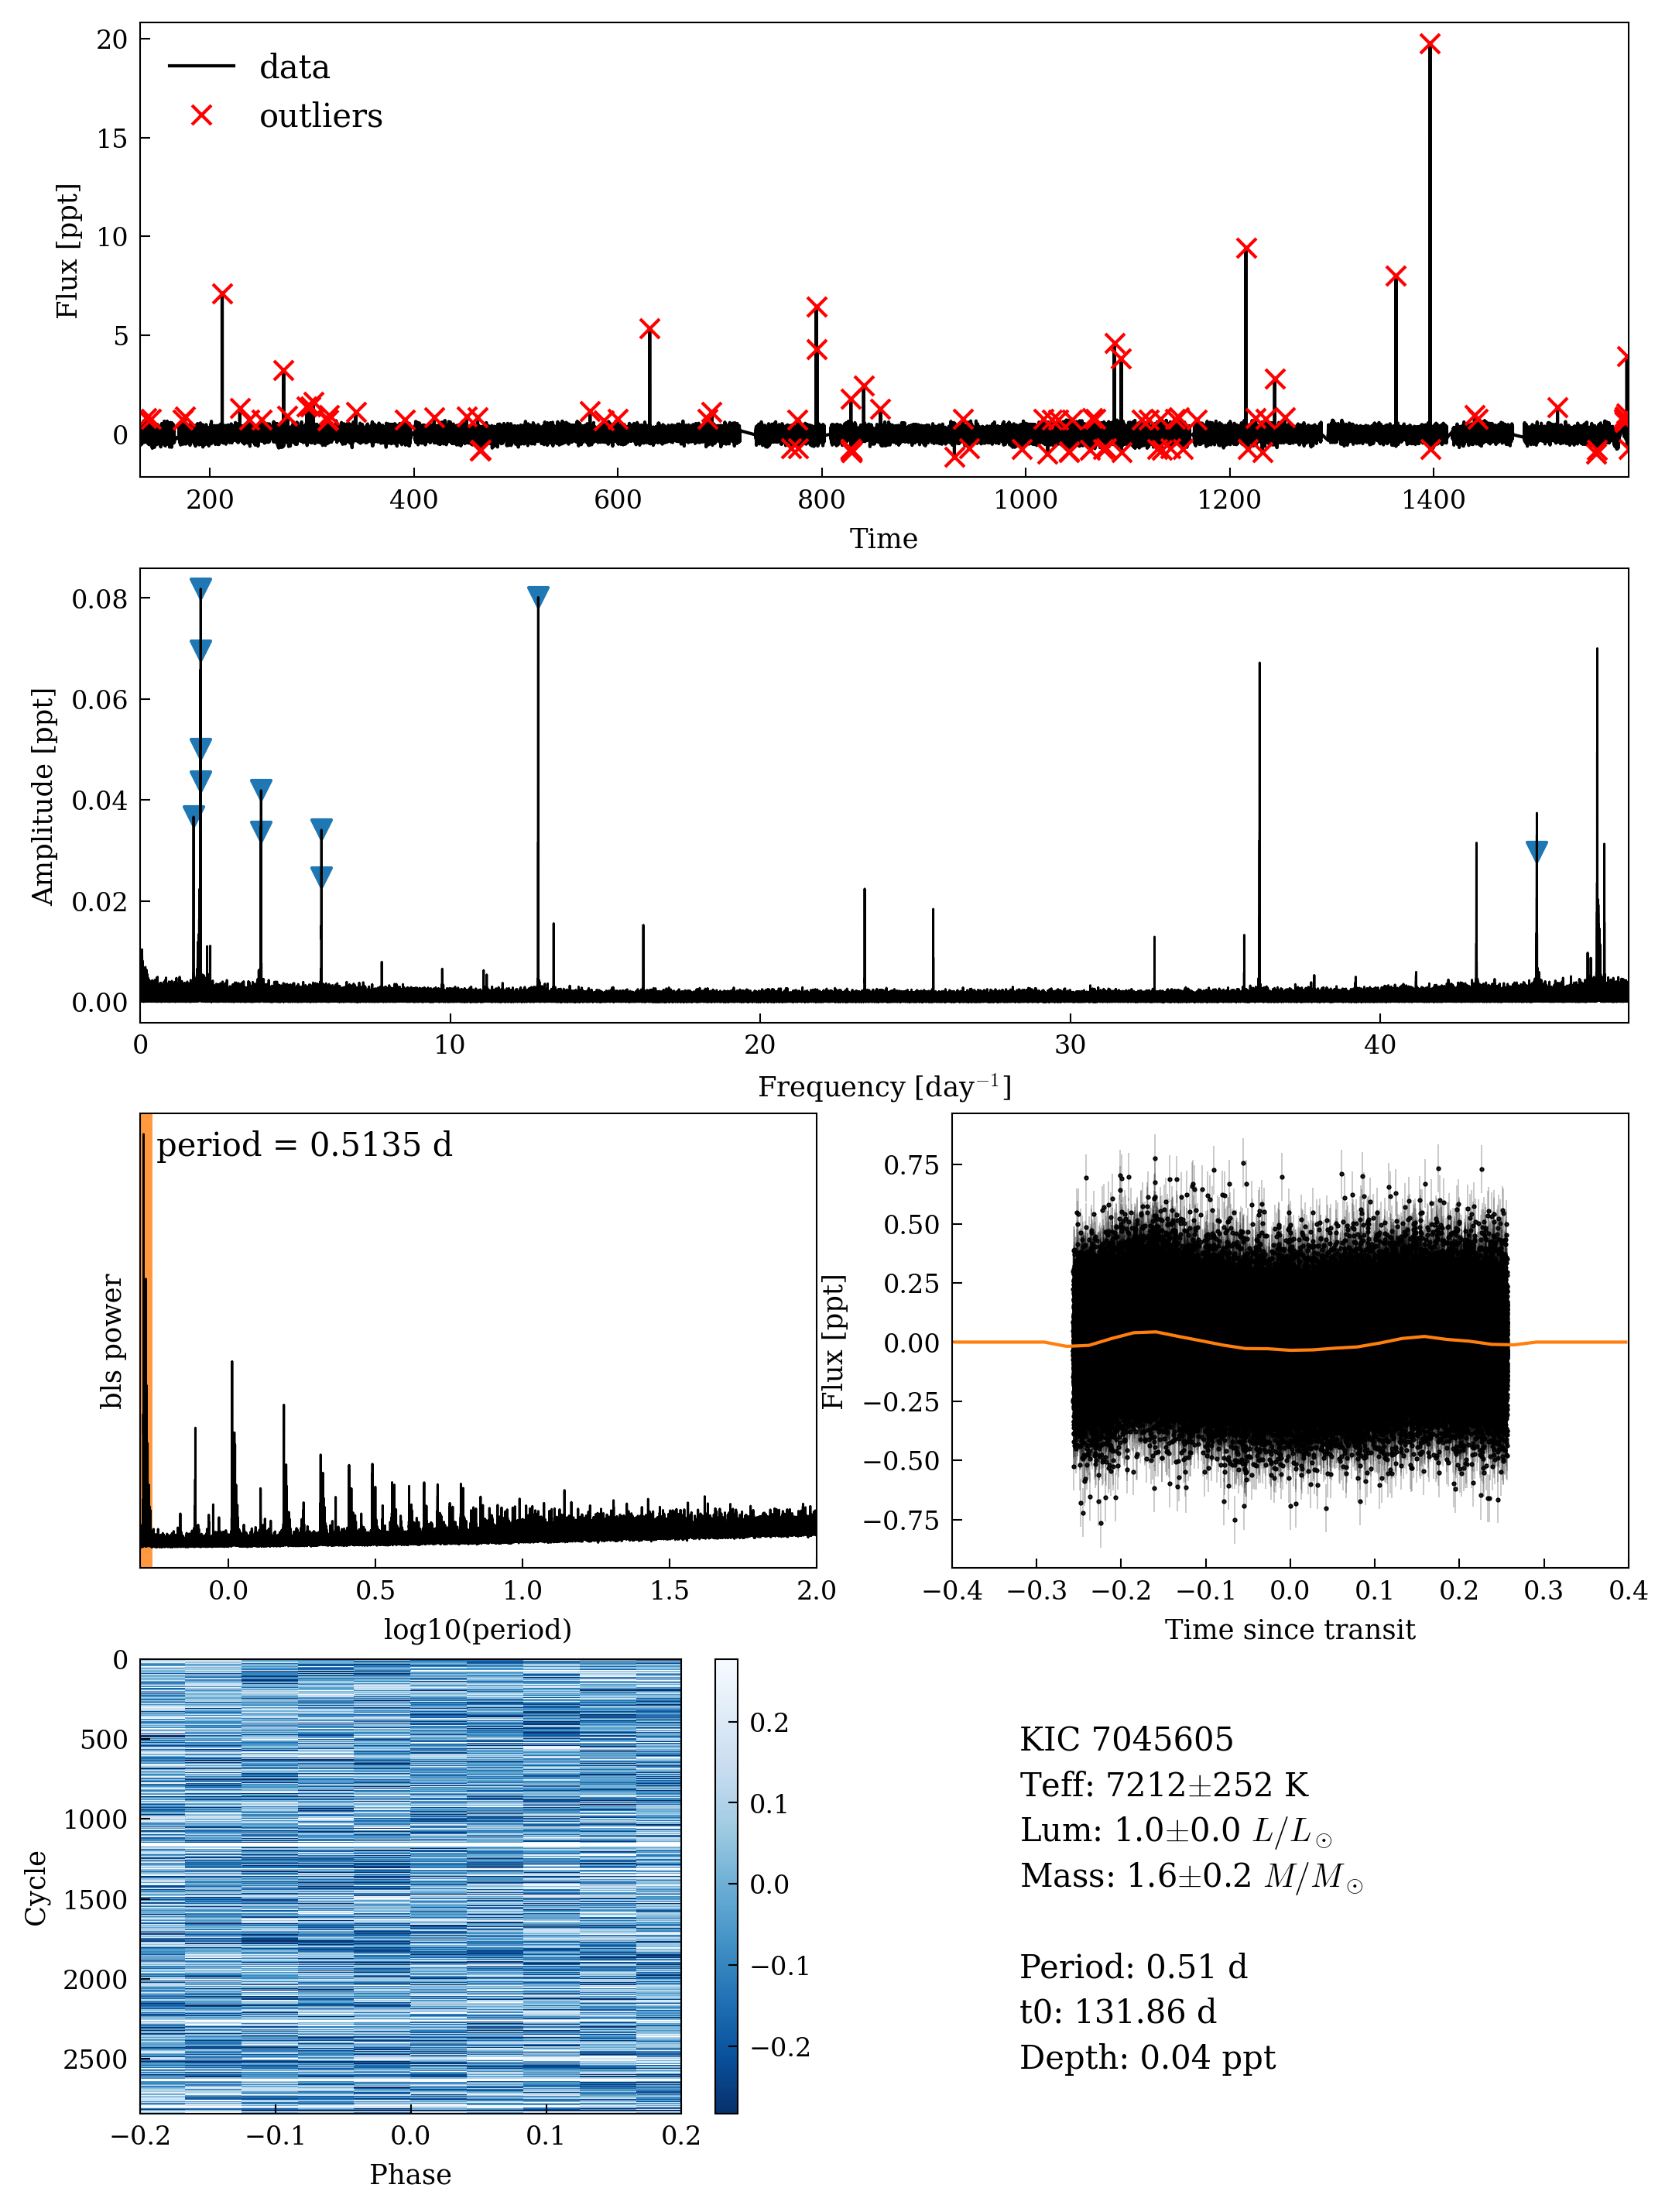 20
15
10
5
0
Flux [ppt]
data
outliers
200 400 600 800 1000 1200 1400
Time
0.08
0.06
0.04
0.02
0.00
Amplitude [ppt]
0 10 20 30 40
Frequency [day⁻¹]
period = 0.5135 d
bls power
0.0 0.5 1.0 1.5 2.0
log10(period)
0.75
0.50
0.25
0.00
−0.25
−0.50
−0.75
Flux [ppt]
−0.4 −0.3 −0.2 −0.1 0.0 0.1 0.2 0.3 0.4
Time since transit
0
500
1000
1500
2000
2500
Cycle
−0.2 −0.1 0.0 0.1 0.2
Phase
0.2
0.1
0.0
−0.1
−0.2
KIC 7045605
Teff: 7212±252 K
Lum: 1.0±0.0 L/L⊙
Mass: 1.6±0.2 M/M⊙
Period: 0.51 d
t0: 131.86 d
Depth: 0.04 ppt